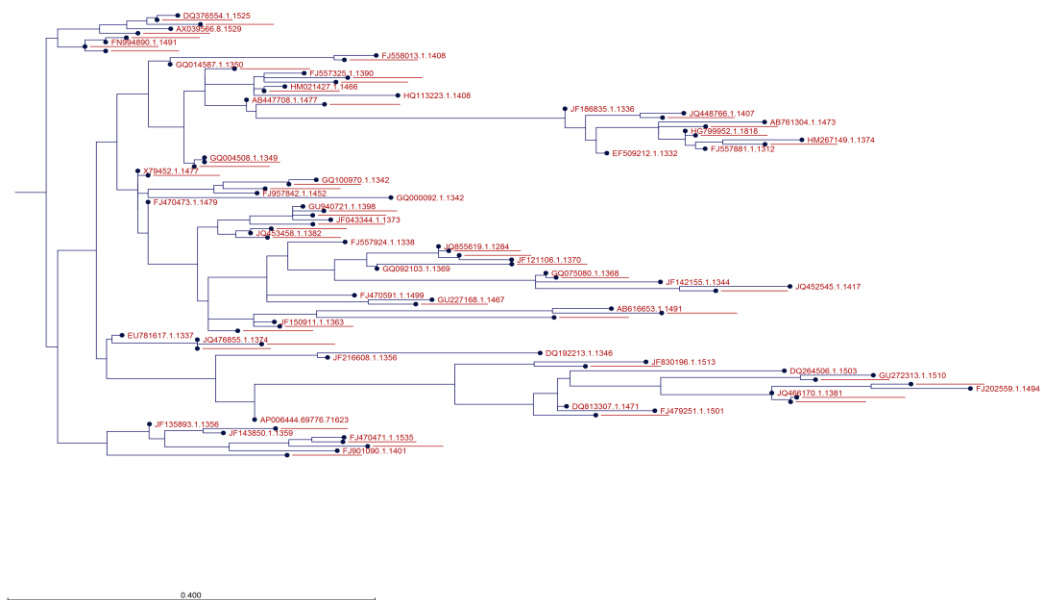 DQ376554.1.1525
AX039566.8.1529
FN994890.1.1491
FJ558013.1.1408
GQ014587.1.1350
FJ557325.1.1390
HM021427.1.1466
HQ113223.1.1408
AB447708.1.1477
JF186835.1.1336
JQ448766.1.1407
AB761304.1.1473
HG799952.1.1818
HM267149.1.1374
FJ557881.1.1312
EF509212.1.1332
GQ004508.1.1349
X79452.1.1477
GQ100970.1.1342
FJ957842.1.1452
GQ000092.1.1342
FJ470473.1.1479
GU940721.1.1398
JF043344.1.1373
JQ453458.1.1382
FJ557924.1.1338
JQ855619.1.1284
JF121106.1.1370
GQ092103.1.1369
GQ075080.1.1368
JF142155.1.1344
JQ452545.1.1417
FJ470591.1.1499
GU227168.1.1467
AB616653.1.1491
JF150911.1.1363
EU781617.1.1337
JQ476855.1.1374
DQ192213.1.1346
JF216608.1.1356
JF830196.1.1513
DQ264506.1.1503
GU272313.1.1510
FJ202559.1.1494
JQ466170.1.1381
DQ813307.1.1471
FJ479251.1.1501
AP006444.69776.71623
JF135893.1.1356
JF143850.1.1359
FJ470471.1.1535
FJ901090.1.1401
0.400